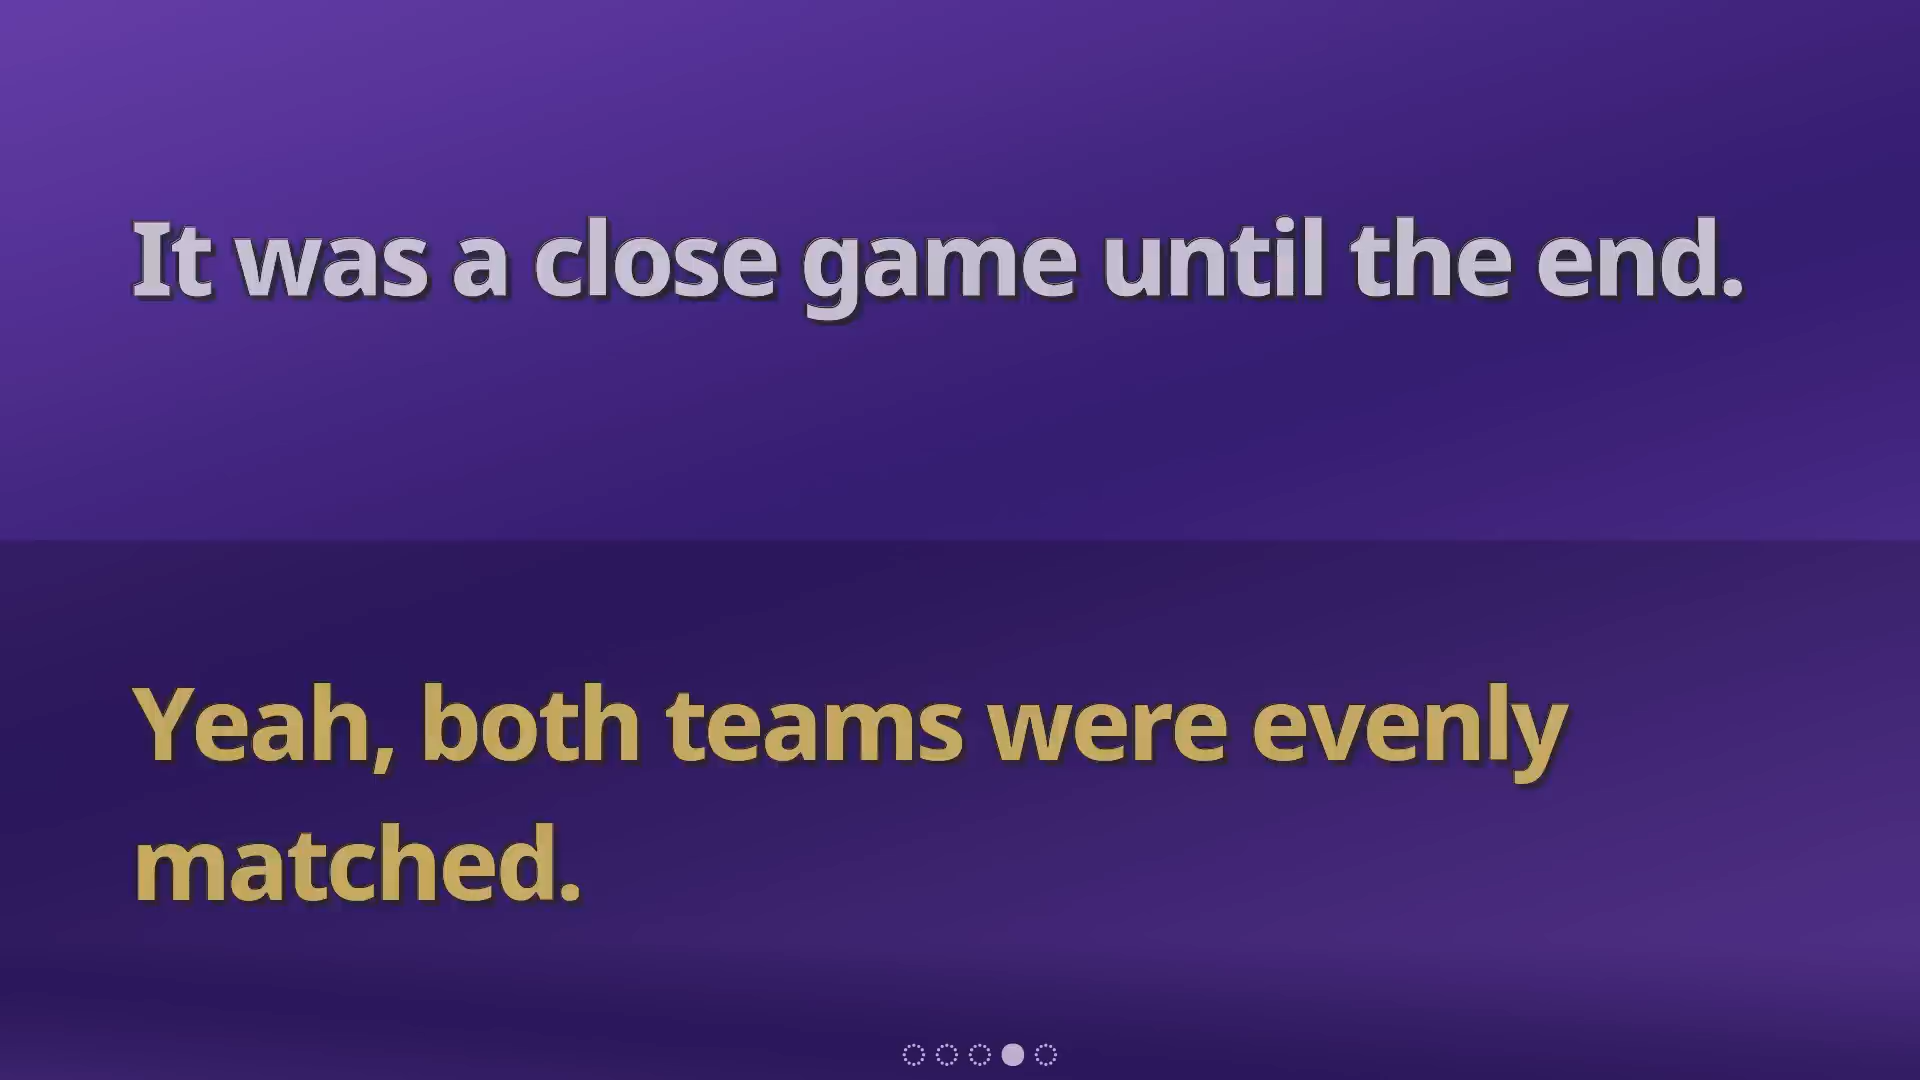 It was a close game until the end.
Yeah, both teams were evenly
matched.